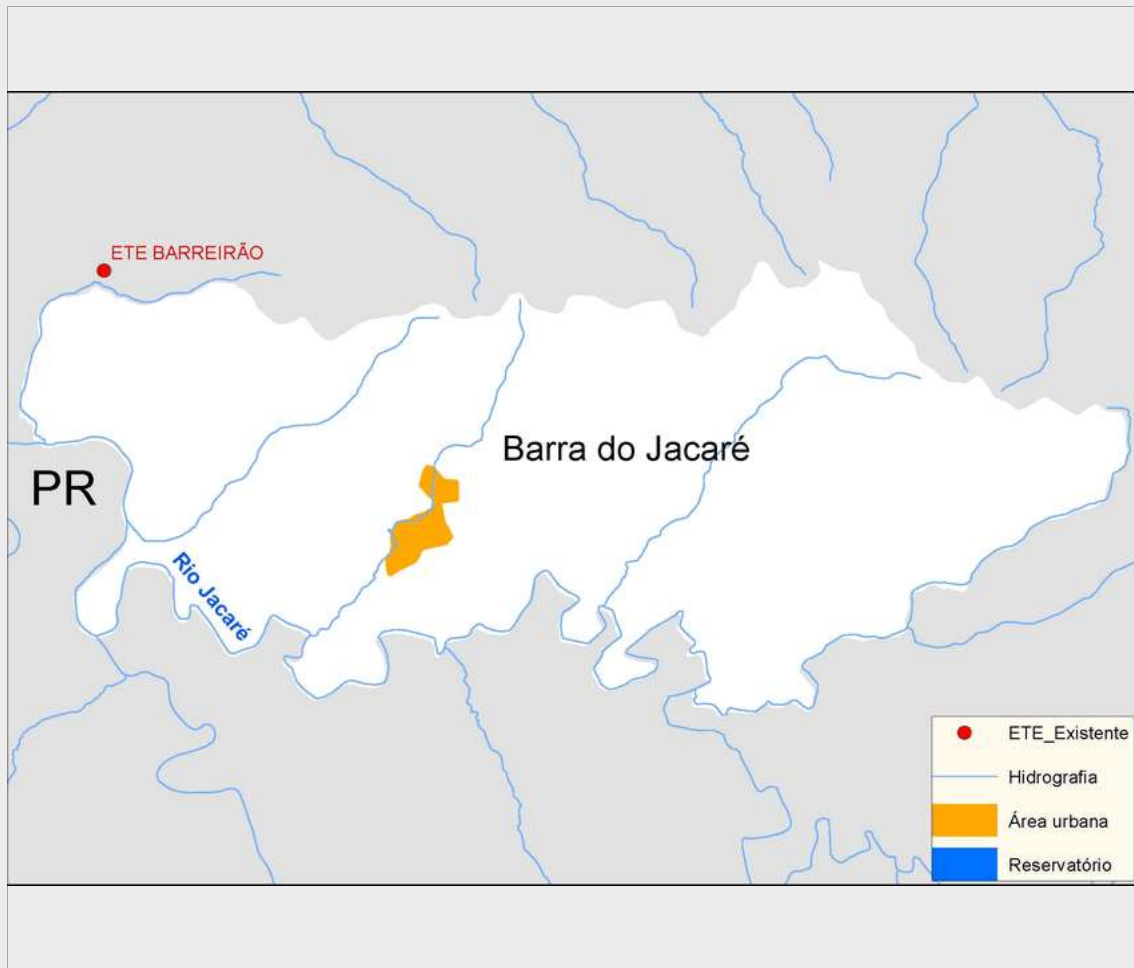 ETE BARREIRÃO
Barra do Jacaré
PR
Rio Jacaré
ETE_Existente
Hidrografia
Área urbana
Reservatório